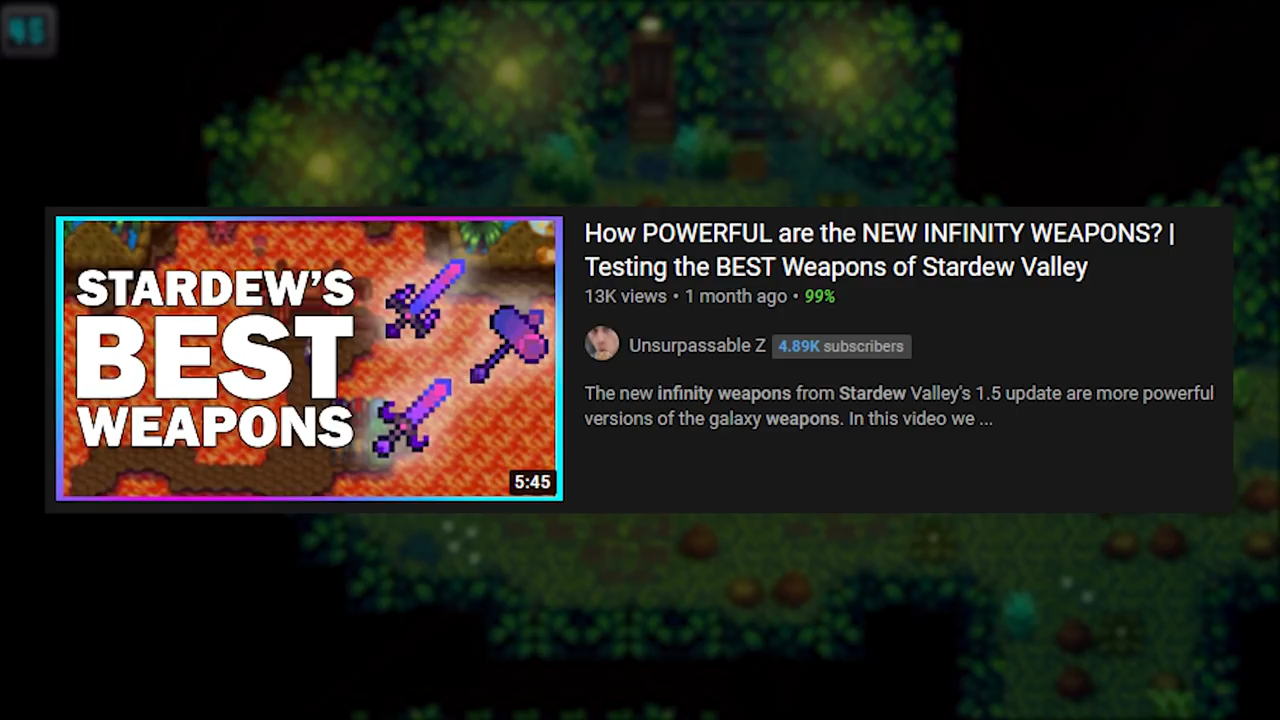 45
STARDEW'S
BEST
WEAPONS
5:45
How POWERFUL are the NEW INFINITY WEAPONS? |
Testing the BEST Weapons of Stardew Valley
13K views • 1 month ago • 99%
Unsurpassable Z 4.89K subscribers
The new infinity weapons from Stardew Valley's 1.5 update are more powerful
versions of the galaxy weapons. In this video we ...